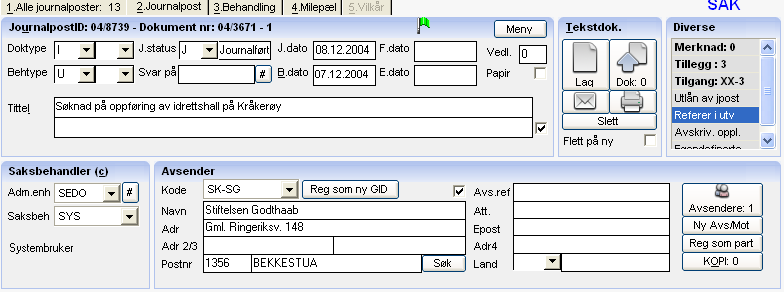 1.Alle journalposter: 13 2.Journalpost 3.Behandling 4.Milepæl 5.Vilkår SAK
JournalpostID: 04/8739 - Dokument nr: 04/3671 - 1 Meny
Doktype I J.status J Journalført J.dato 08.12.2004 F.dato Vedl. 0
Behtype U Svar på # B.dato 07.12.2004 E.dato Papir
Tittel Søknad på oppføring av idrettshall på Kråkerøy
Tekstdok.
Lag Dok: 0
Slett
Flett på ny
Diverse
Merknad: 0
Tillegg : 3
Tilgang: XX-3
Utlån av jpost
Referer i utv
Avskriv. oppl.
Egendefinerte
Saksbehandler (c)
Adm.enh SEDO #
Saksbeh SYS
Systembruker
Avsender
Kode SK-SG Reg som ny GID Avs.ref
Navn Stiftelsen Godthaab Att.
Adr Gml. Ringeriksv. 148 Epost
Adr 2/3 Adr4
Postnr 1356 BEKKESTUA Søk Land
Avsendere: 1
Ny Avs/Mot
Reg som part
KOPI: 0